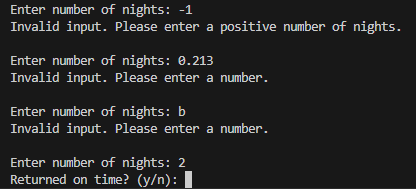 Enter number of nights: -1
Invalid input. Please enter a positive number of nights.
Enter number of nights: 0.213
Invalid input. Please enter a number.
Enter number of nights: b
Invalid input. Please enter a number.
Enter number of nights: 2
Returned on time? (y/n):